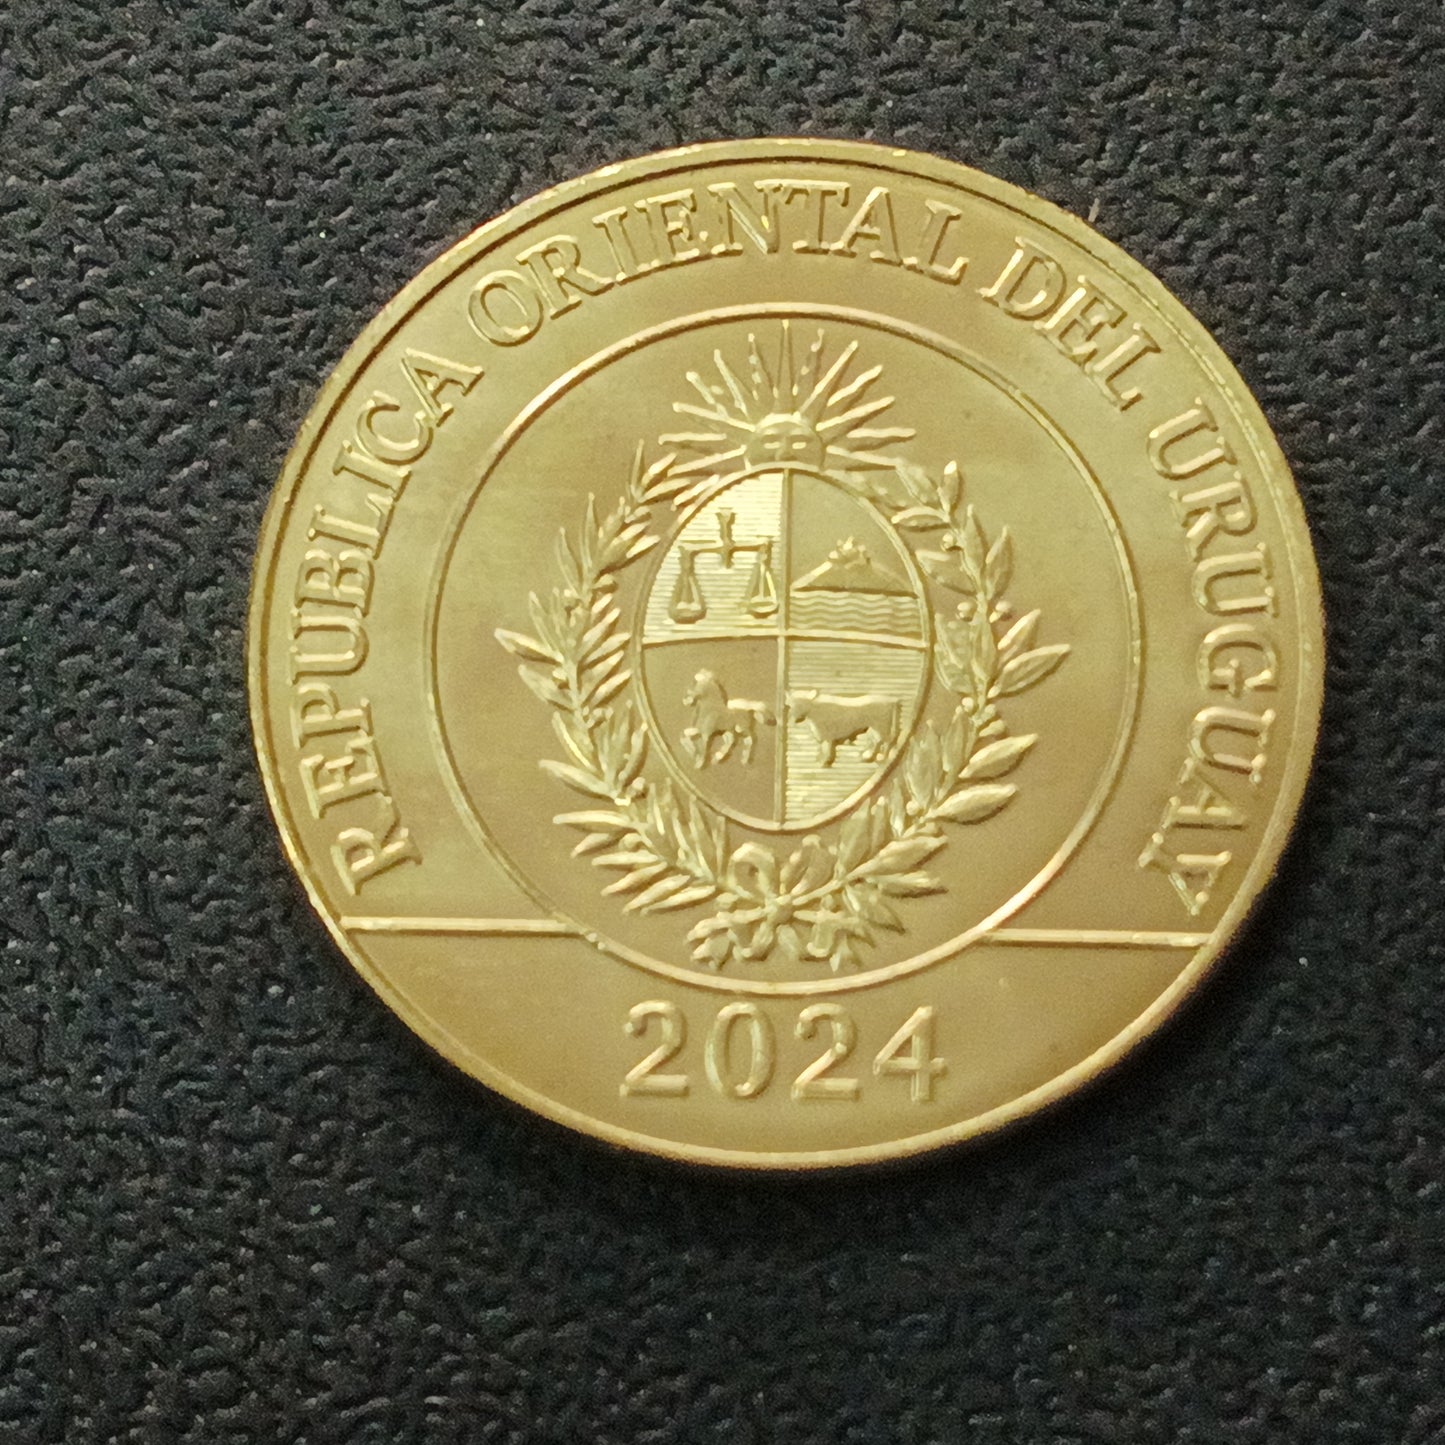 REPUBLICA ORIENTAL DEL URUGUAY
2024